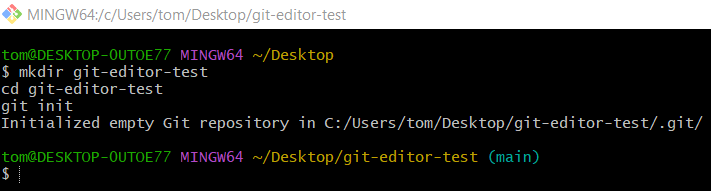 MINGW64:/c/Users/tom/Desktop/git-editor-test
tom@DESKTOP-OUTOE77 MINGW64 ~/Desktop
$ mkdir git-editor-test
cd git-editor-test
git init
Initialized empty Git repository in C:/Users/tom/Desktop/git-editor-test/.git/
tom@DESKTOP-OUTOE77 MINGW64 ~/Desktop/git-editor-test (main)
$